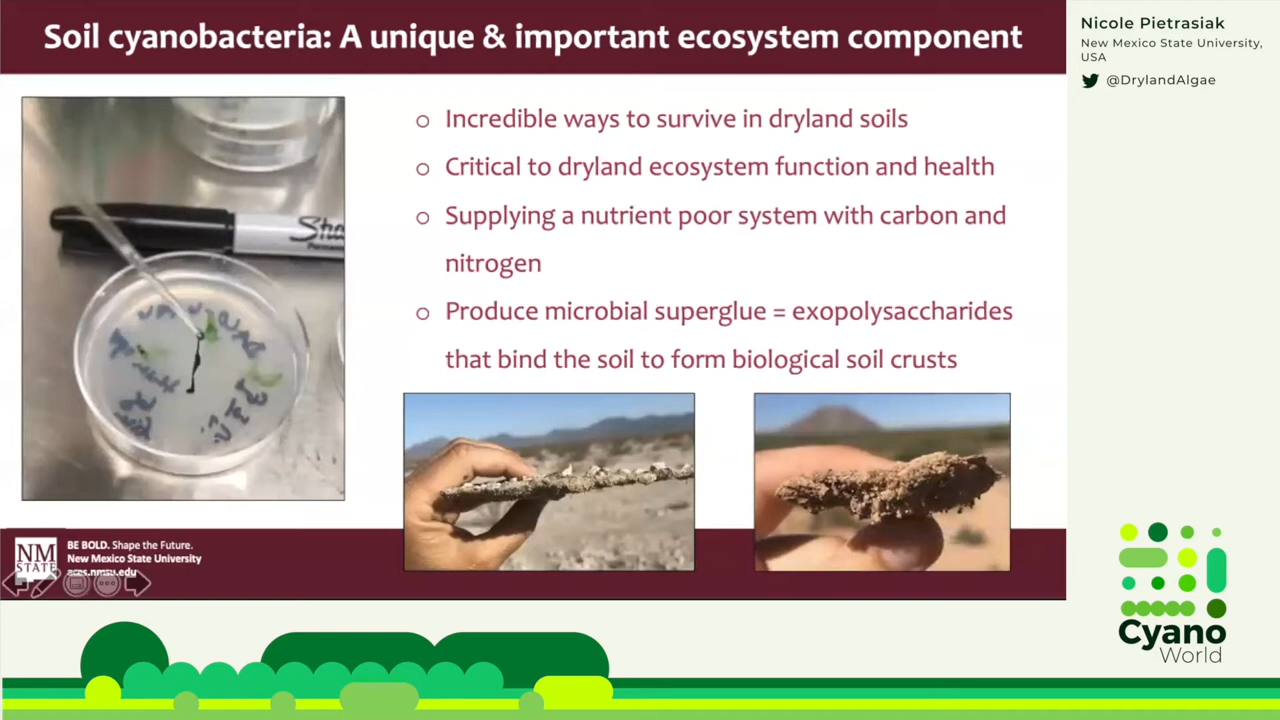 Soil cyanobacteria: A unique & important ecosystem component
Incredible ways to survive in dryland soils
Critical to dryland ecosystem function and health
Supplying a nutrient poor system with carbon and
nitrogen
Produce microbial superglue = exopolysaccharides
that bind the soil to form biological soil crusts
NM
STATE
BE BOLD. Shape the Future.
New Mexico State University
aces.nmsu.edu
Nicole Pietrasiak
New Mexico State University,
USA
@DrylandAlgae
Cyano
World